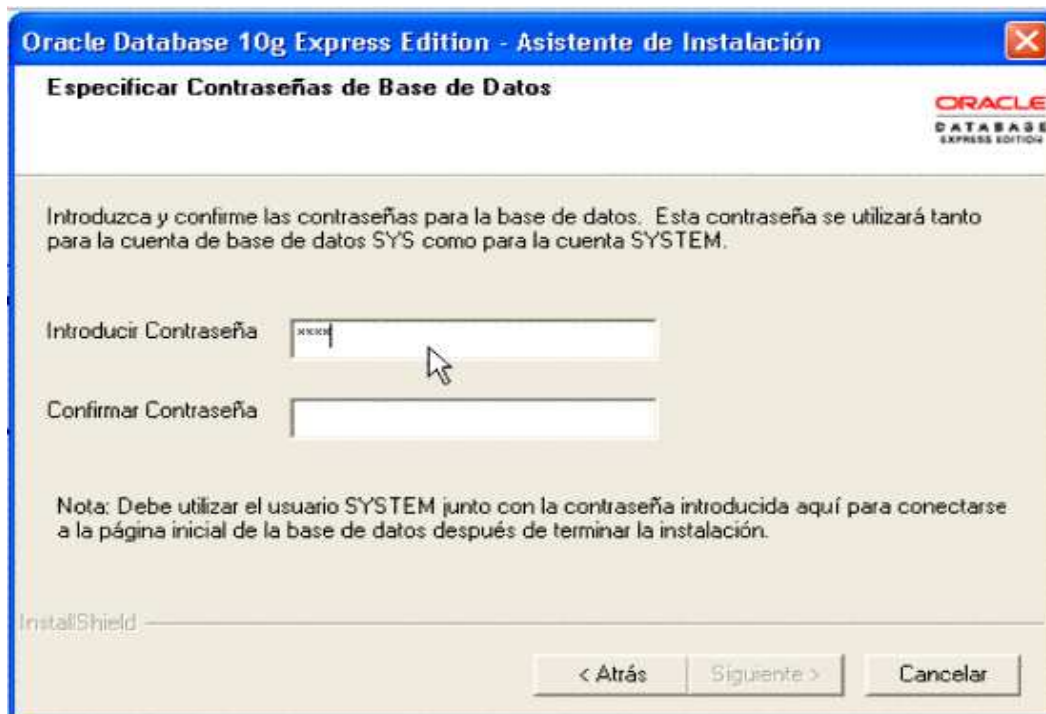 Oracle Database 10g Express Edition - Asistente de Instalación
Especificar Contraseñas de Base de Datos
ORACLE
DATABASE
EXPRESS EDITION
Introduzca y confirme las contraseñas para la base de datos. Esta contraseña se utilizará tanto
para la cuenta de base de datos SYS como para la cuenta SYSTEM.
Introducir Contraseña
xxxx
Confirmar Contraseña
Nota: Debe utilizar el usuario SYSTEM junto con la contraseña introducida aquí para conectarse
a la página inicial de la base de datos después de terminar la instalación.
InstallShield
< Atrás
Siguiente >
Cancelar